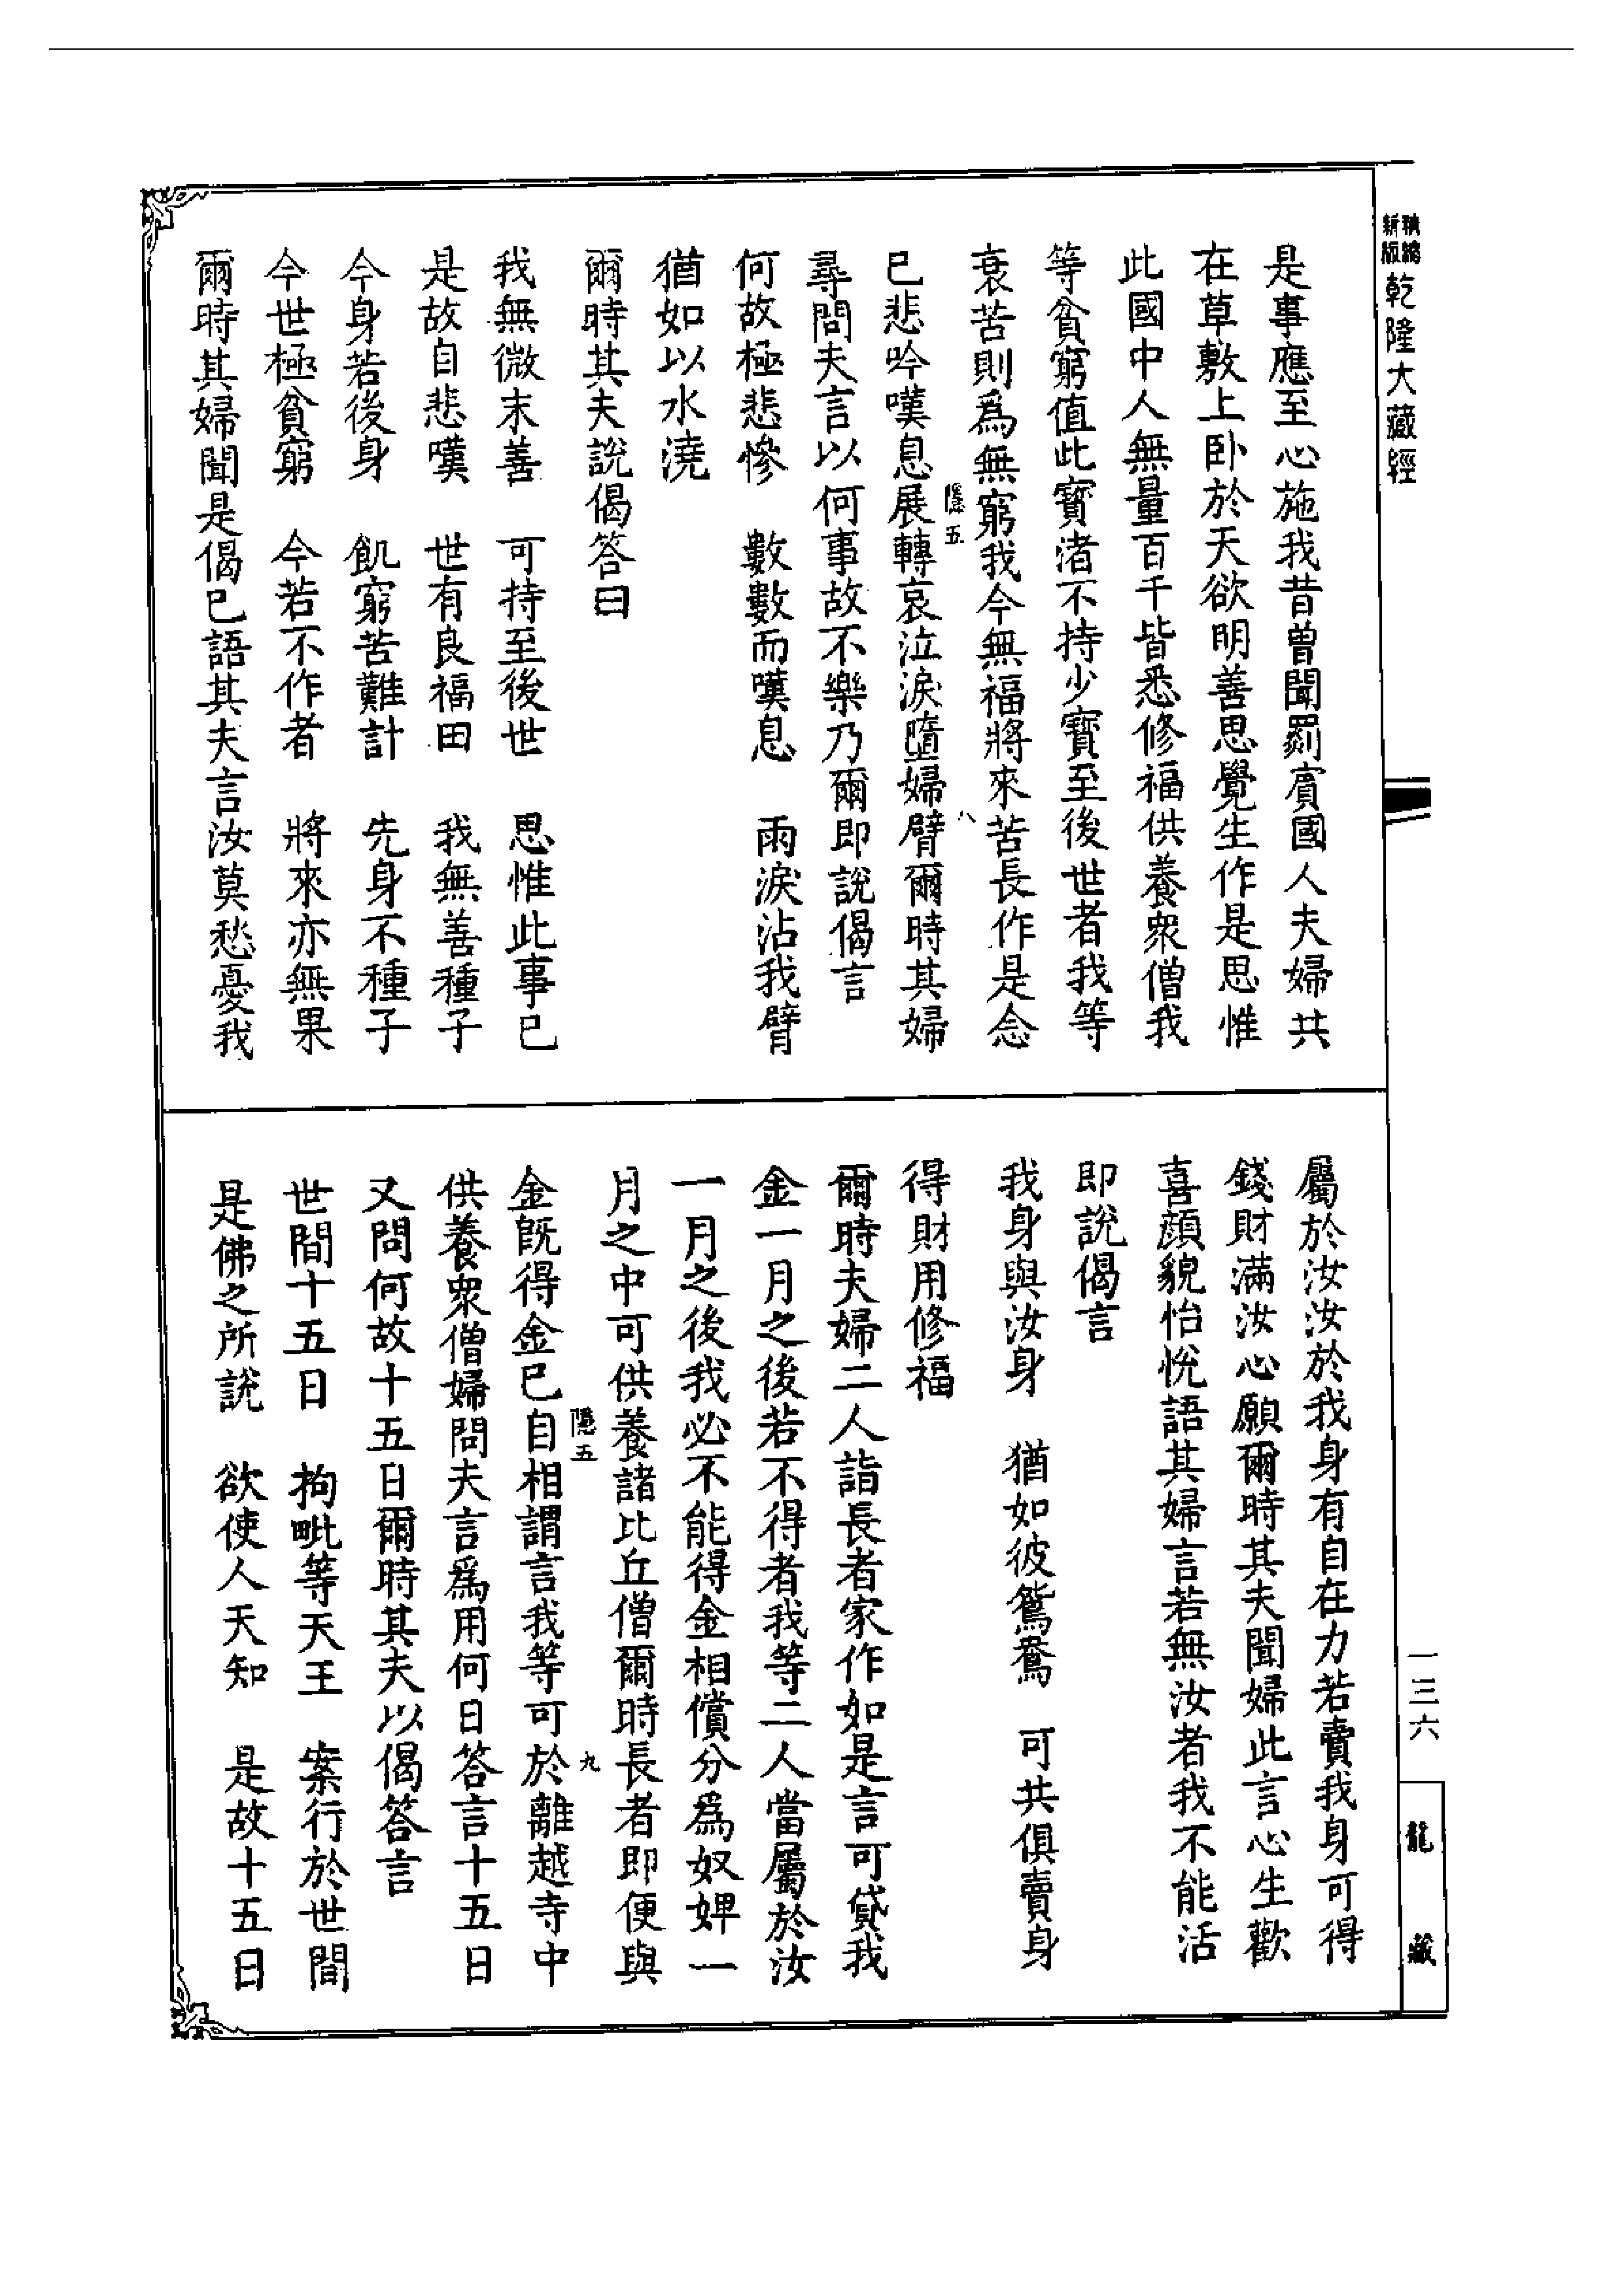 精編
新版
乾隆大藏經
是事應至心施我昔曾聞罽賓國人夫婦共
在草敷上卧於天欲明善思覺生作是思惟
此國中人無量百千皆悉修福供養衆僧我
等貧窮值此寶渚不持少寶至後世者我等
衰苦則爲無窮我今無福將來苦長作是念
隱五
八
已悲吟嘆息展轉哀泣淚墮婦臂爾時其婦
尋問夫言以何事故不樂乃爾即說偈言
何故極悲慘　數數而嘆息　雨淚沾我臂
猶如以水澆
爾時其夫說偈答曰
我無微末善　可持至後世　思惟此事已
是故自悲嘆　世有良福田　我無善種子
今身若後身　飢窮苦難計　先身不種子
今世極貧窮　今若不作者　將來亦無果
爾時其婦聞是偈已語其夫言汝莫愁憂我
屬於汝汝於我身有自在力若賣我身可得
錢財滿汝心願爾時其夫聞婦此言心生歡
喜顏貌怡悅語其婦言若無汝者我不能活
即說偈言
我身與汝身　猶如彼鴛鴦　可共俱賣身
得財用修福
爾時夫婦二人詣長者家作如是言可貸我
金一月之後若不得者我等二人當屬於汝
一月之後我必不能得金相償分爲奴婢一
月之中可供養諸比丘僧爾時長者即便與
隱五
九
金旣得金已自相謂言我等可於離越寺中
供養衆僧婦問夫言爲用何日答言十五日
又問何故十五日爾時其夫以偈答言
世間十五日　拘毗等天王　案行於世間
是佛之所說　欲使人天知　是故十五日
一三六
龍藏